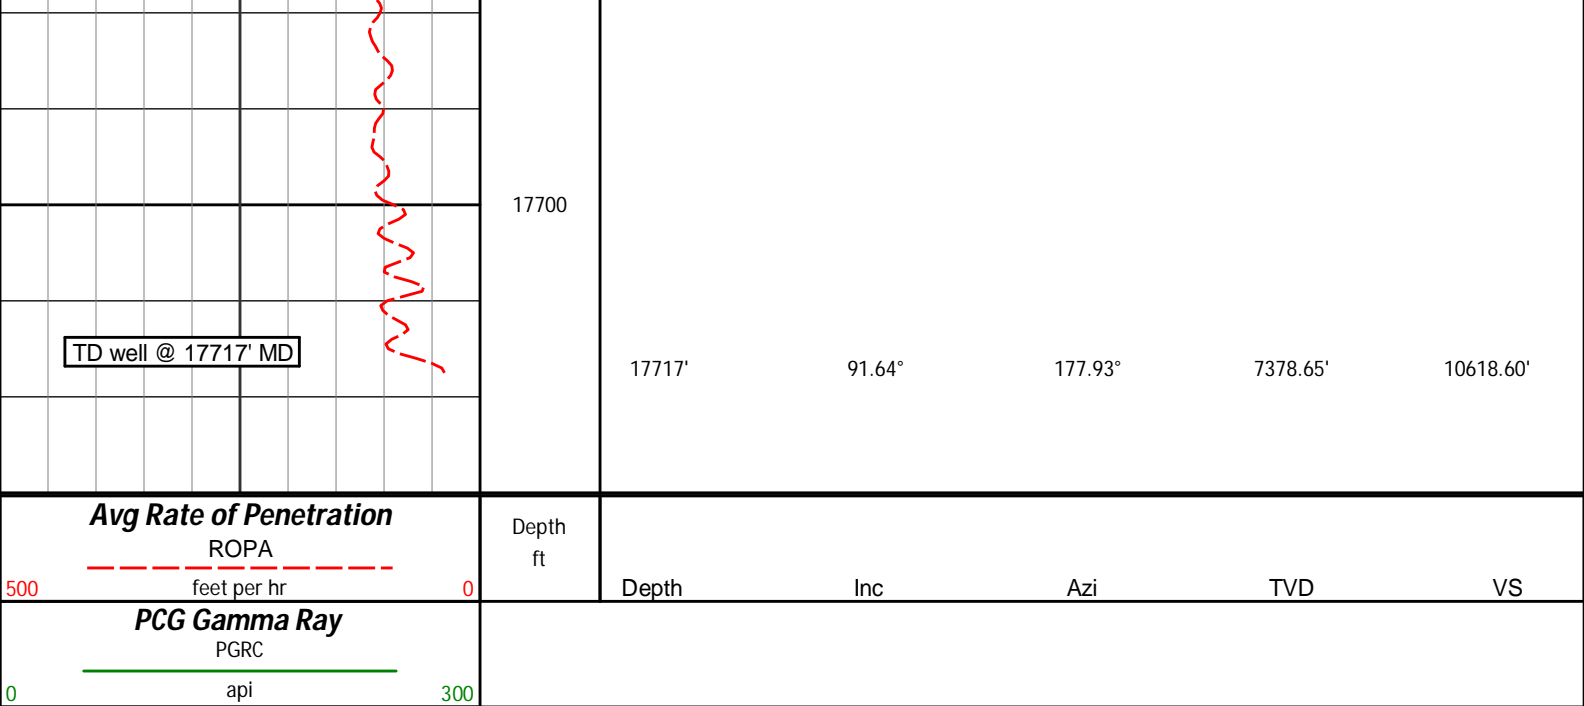 17700
TD well @ 17717' MD
17717' 91.64° 177.93° 7378.65' 10618.60'
Avg Rate of Penetration
ROPA
500 feet per hr 0
Depth
ft
Depth Inc Azi TVD VS
PCG Gamma Ray
PGRC
0 api 300